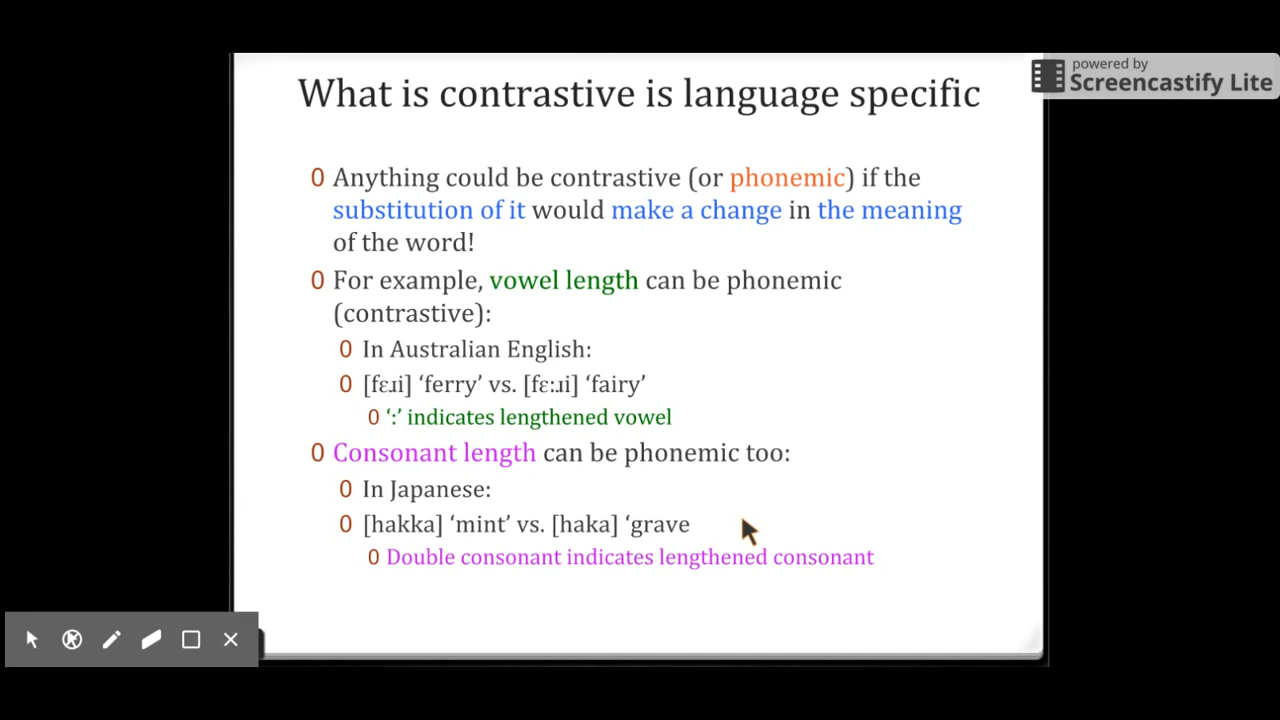 powered by
Screencastify Lite
What is contrastive is language specific
0 Anything could be contrastive (or phonemic) if the
substitution of it would make a change in the meaning
of the word!
0 For example, vowel length can be phonemic
(contrastive):
0 In Australian English:
0 [fɛɹi] ‘ferry’ vs. [fɛ:ɹi] ‘fairy’
0 ‘:’ indicates lengthened vowel
0 Consonant length can be phonemic too:
0 In Japanese:
0 [hakka] ‘mint’ vs. [haka] ‘grave
0 Double consonant indicates lengthened consonant